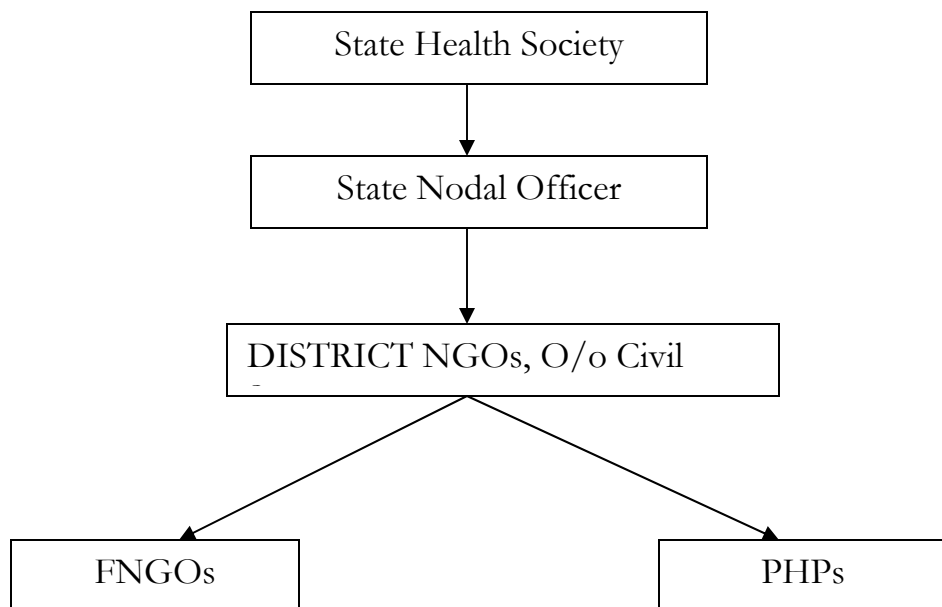 State Health Society
State Nodal Officer
DISTRICT NGOs, O/o Civil
FNGOs
PHPs